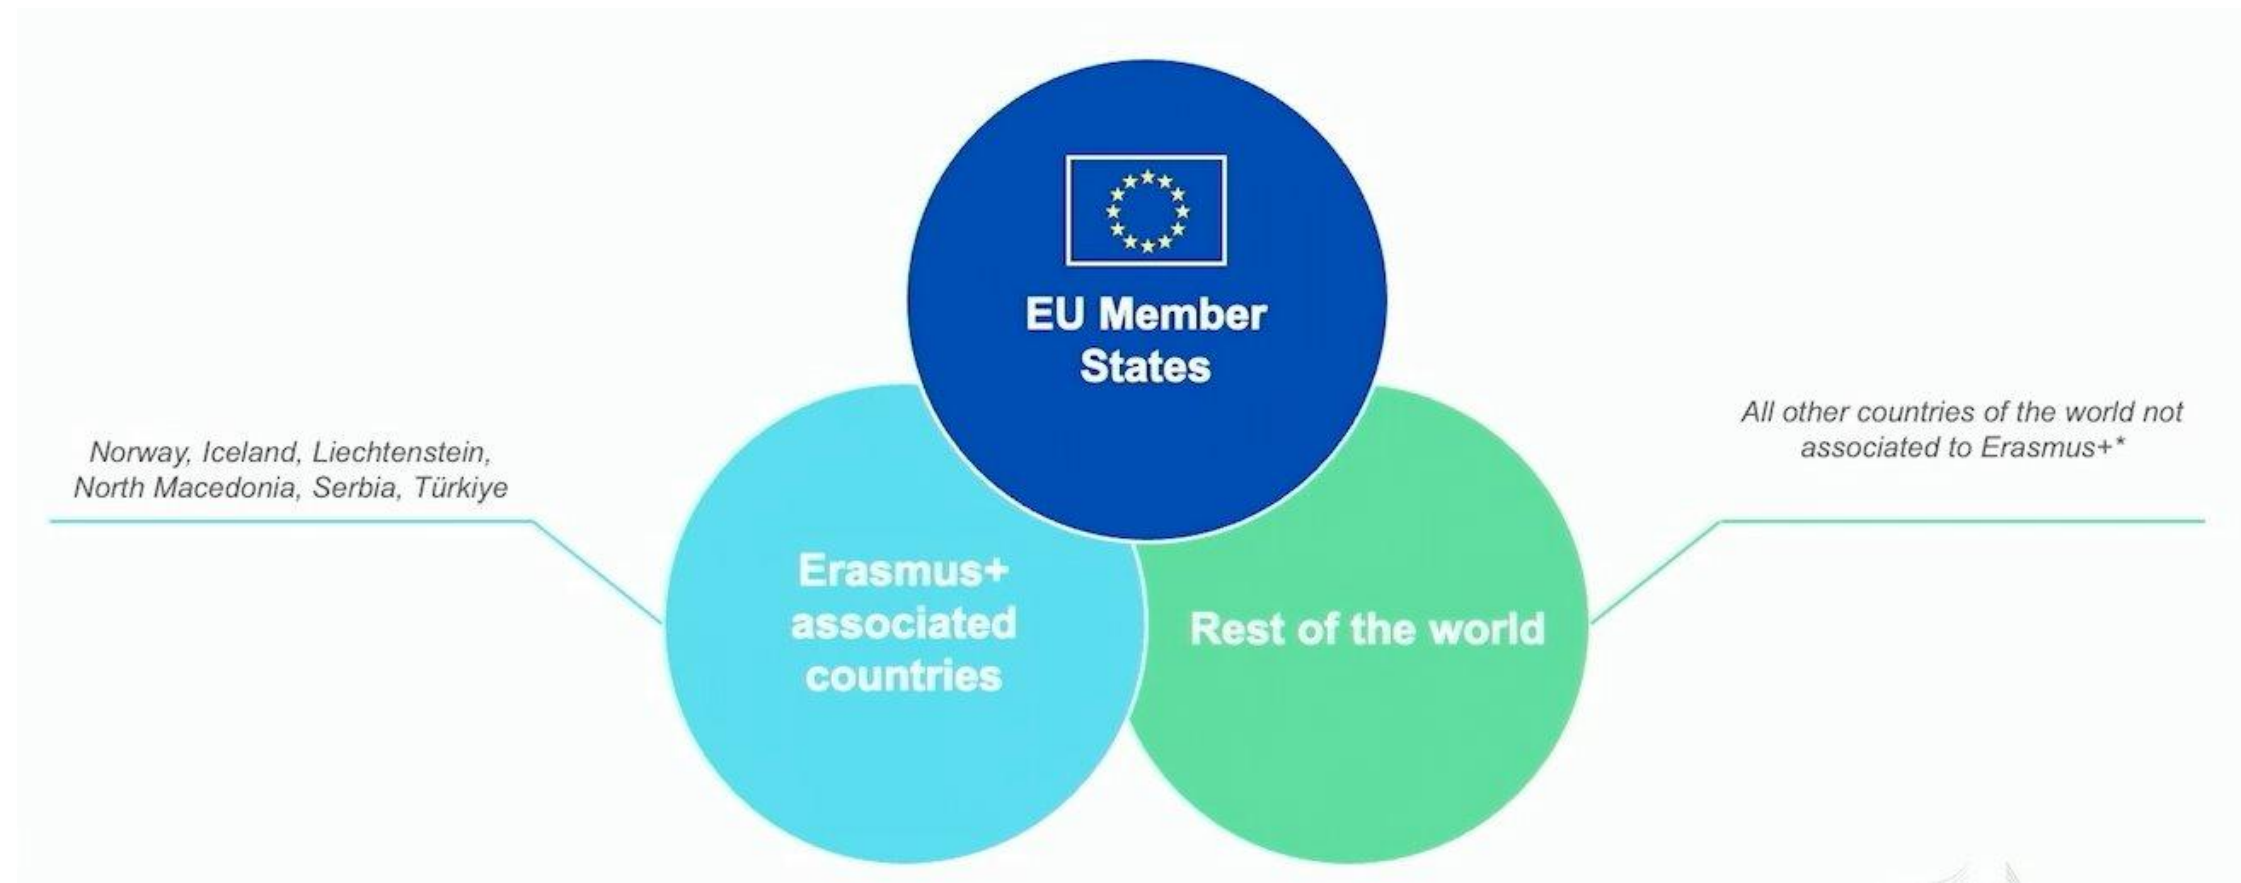 EU Member
States
Norway, Iceland, Liechtenstein,
North Macedonia, Serbia, Türkiye
All other countries of the world not
associated to Erasmus+*
Erasmus+
associated
countries
Rest of the world